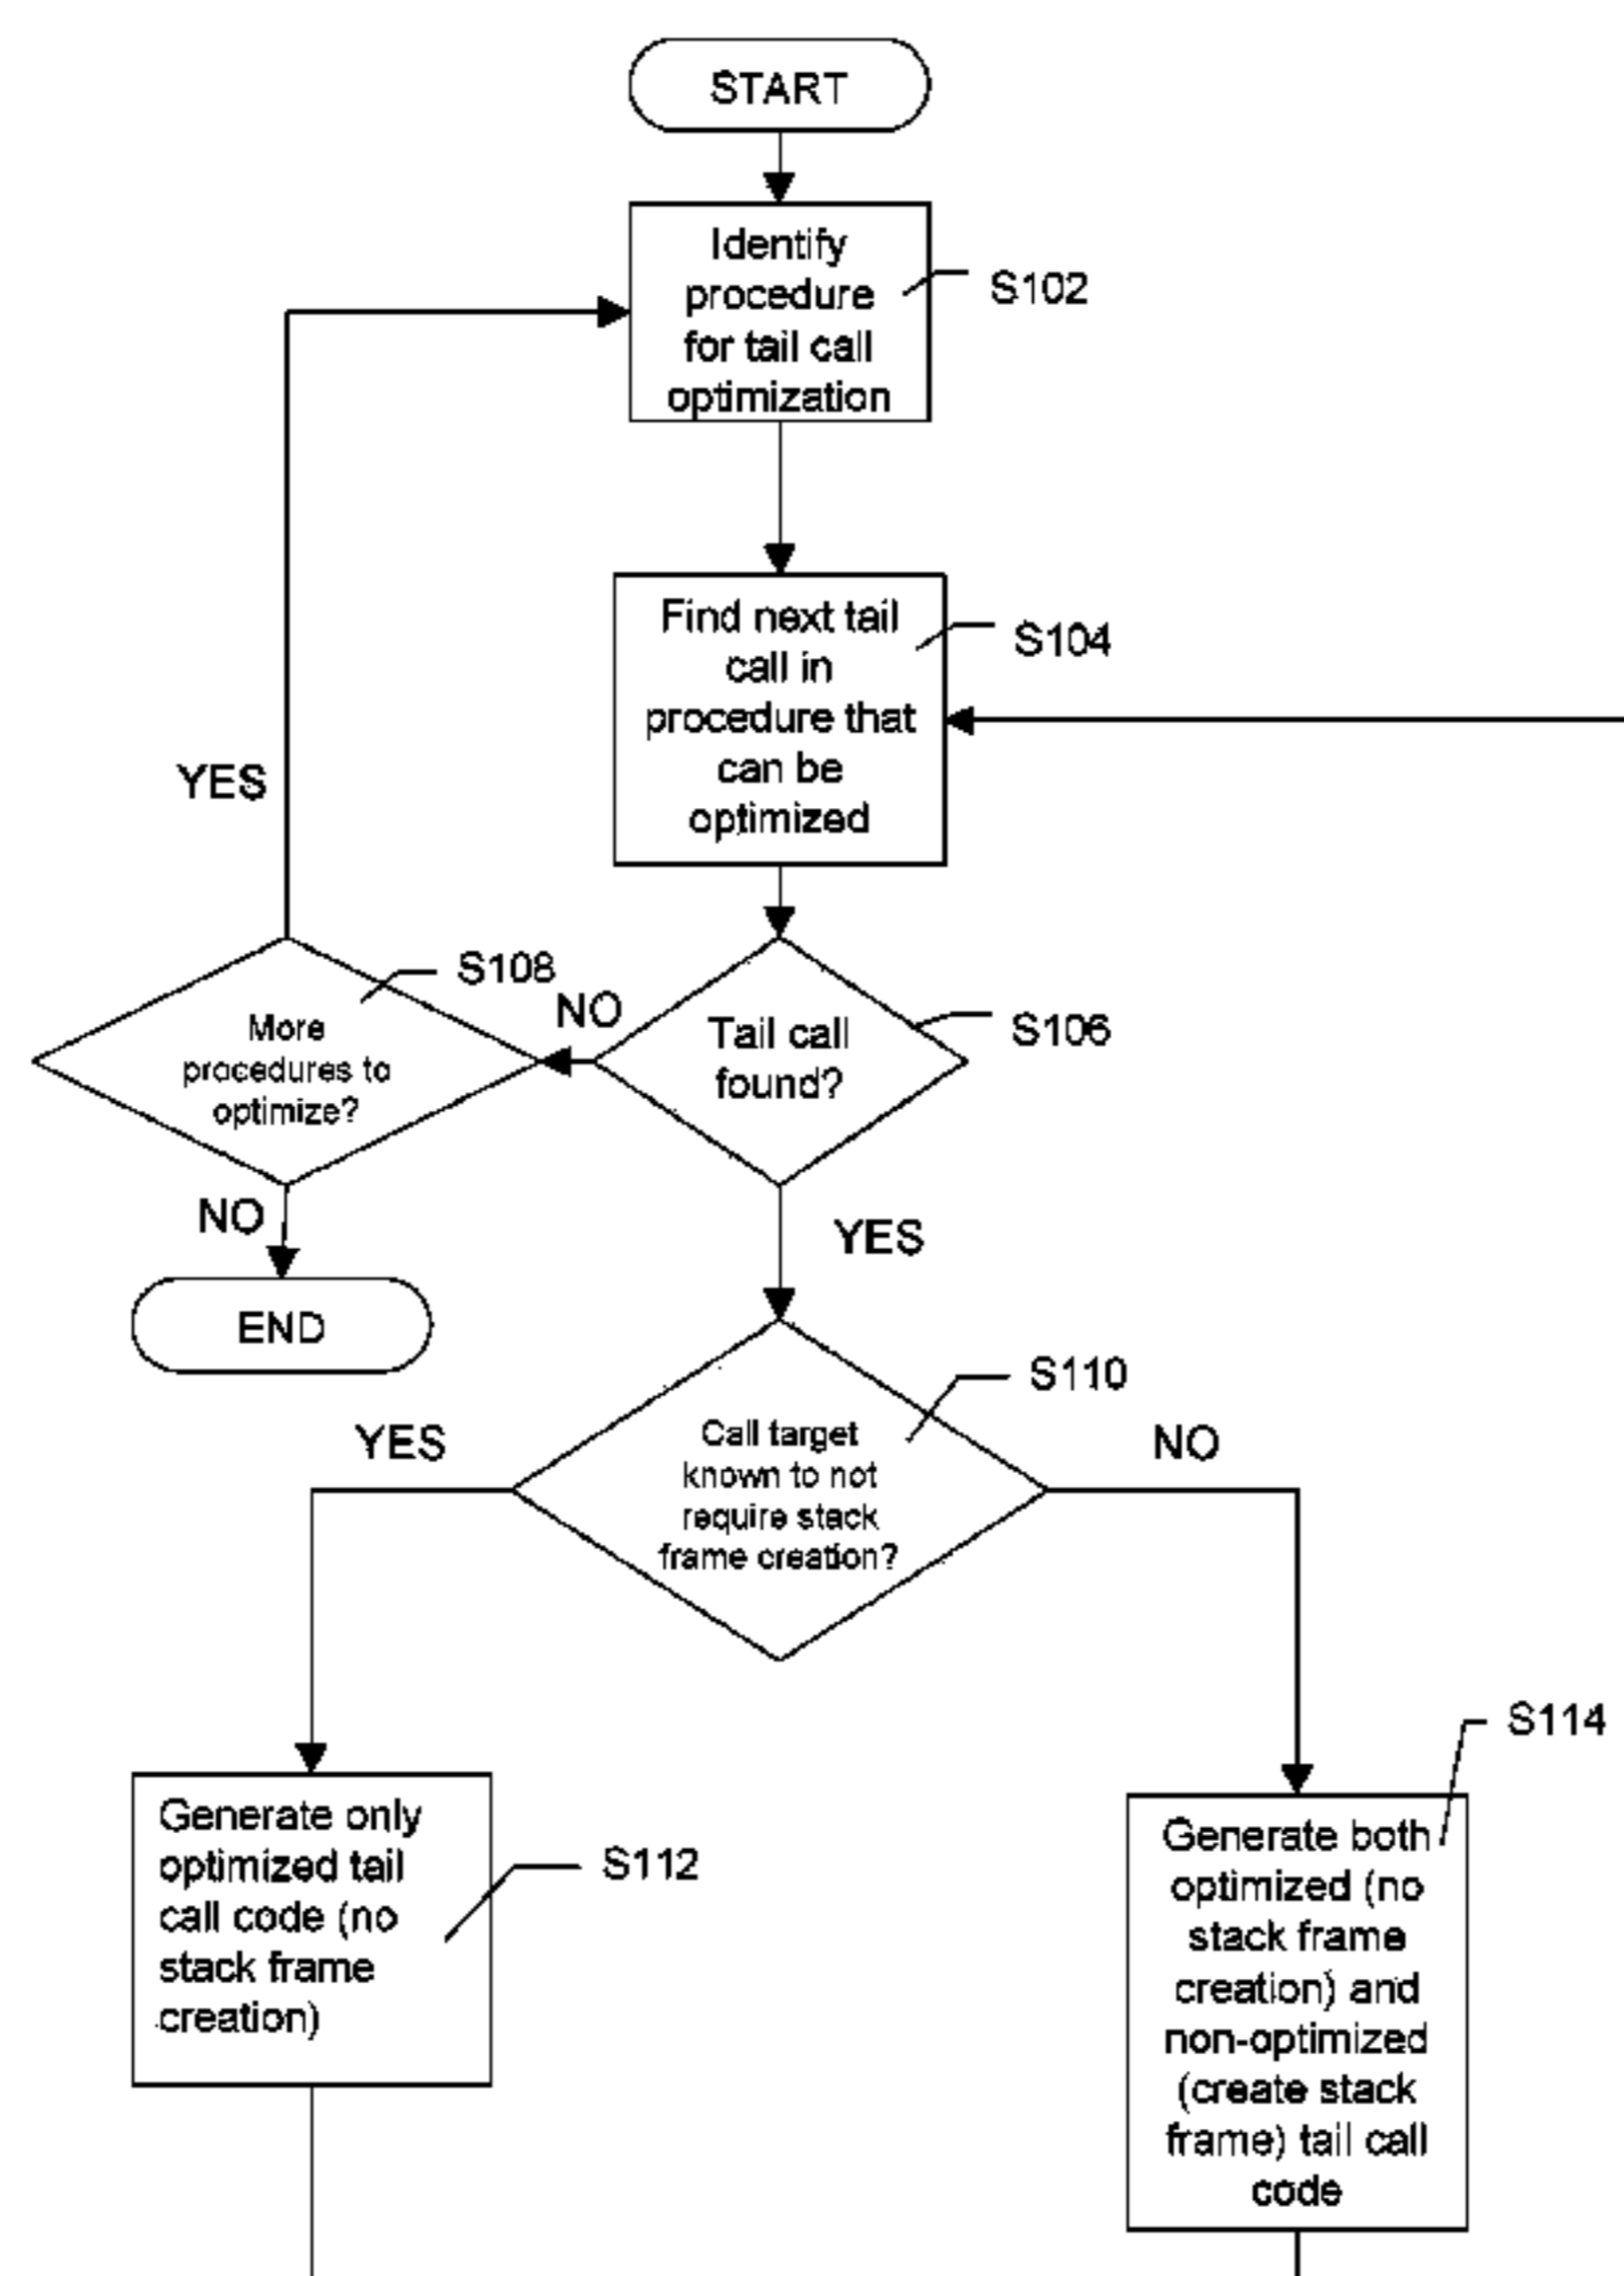 START
Identify
procedure
for tail call
optimization
S102
Find next tail
call in
procedure that
can be
optimized
S104
YES
S108
More
procedures to
optimize?
NO
Tail call
found?
S106
NO
YES
END
S110
Call target
known to not
require stack
frame creation?
YES
NO
S114
Generate only
optimized tail
call code (no
stack frame
creation)
S112
Generate both
optimized (no
stack frame
creation) and
non-optimized
(create stack
frame) tail call
code